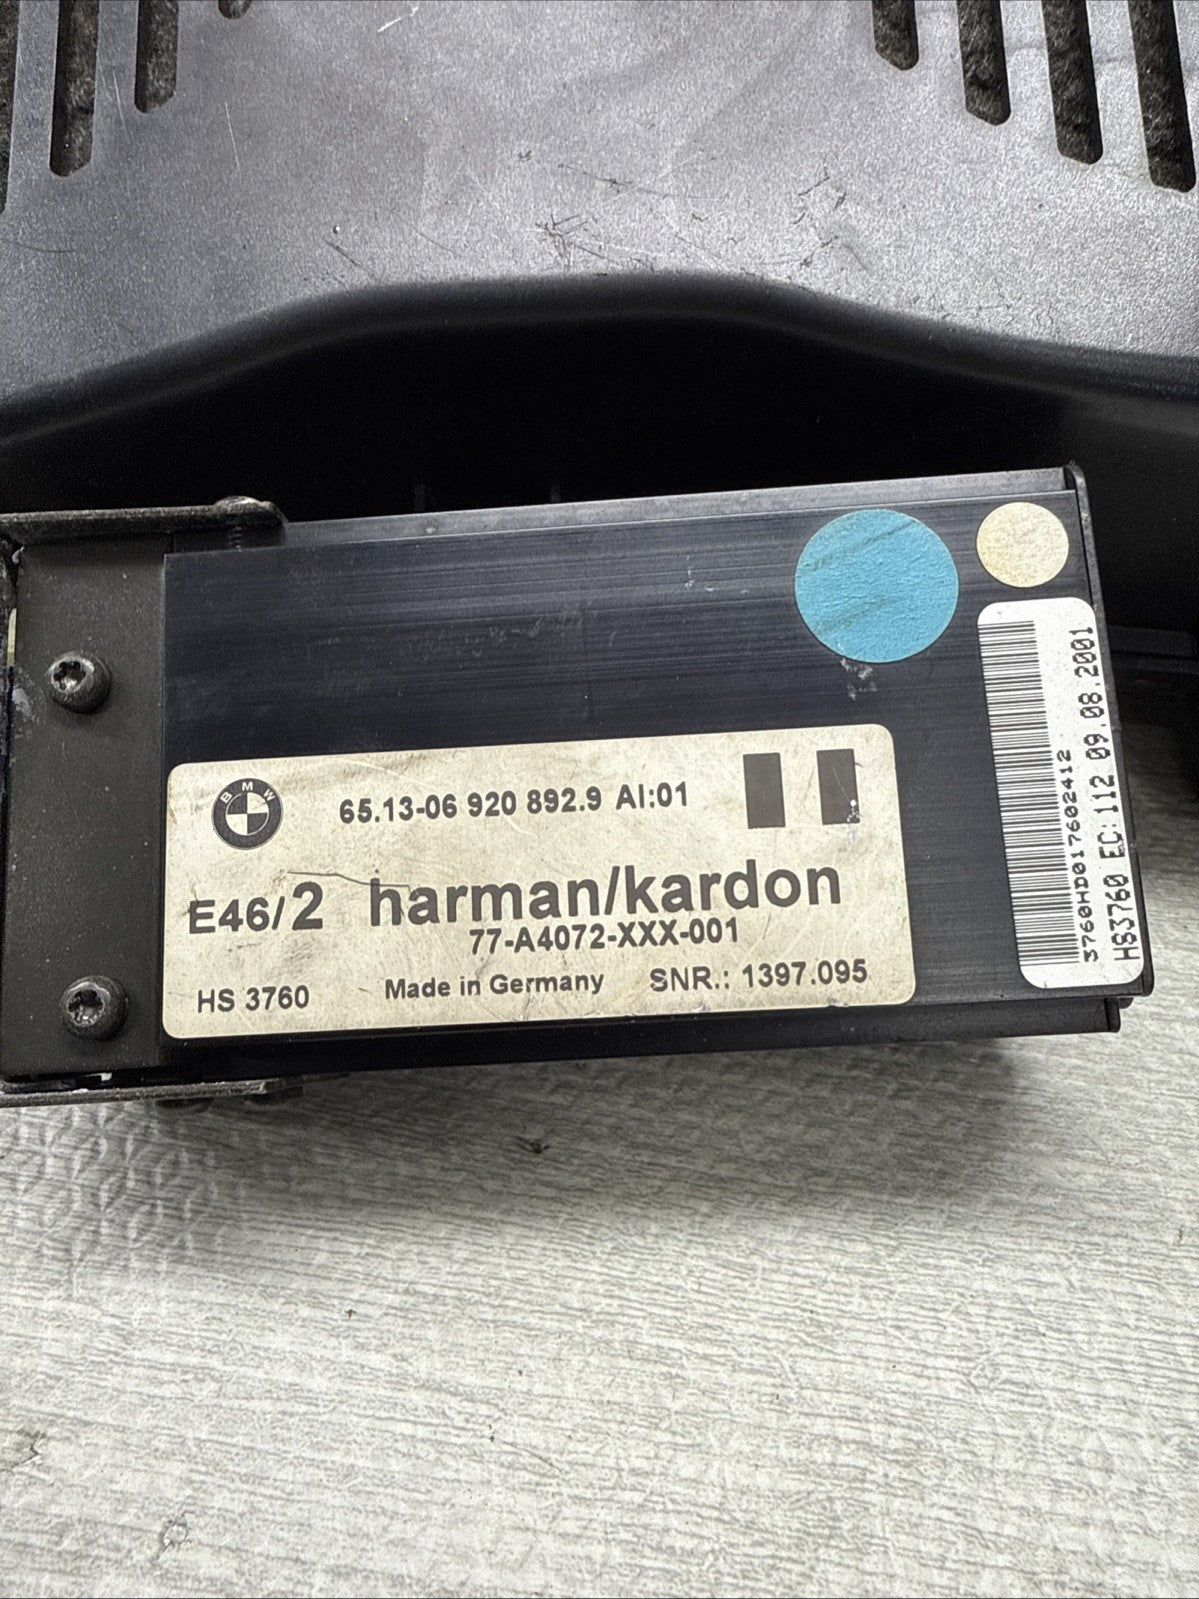 BMW
65.13-06 920 892.9 AI:01
E46/2 harman/kardon
77-A4072-XXX-001
HS 3760 Made in Germany SNR.: 1397.095
3760HD017602412
HS3760 EC:112 09.08.2001